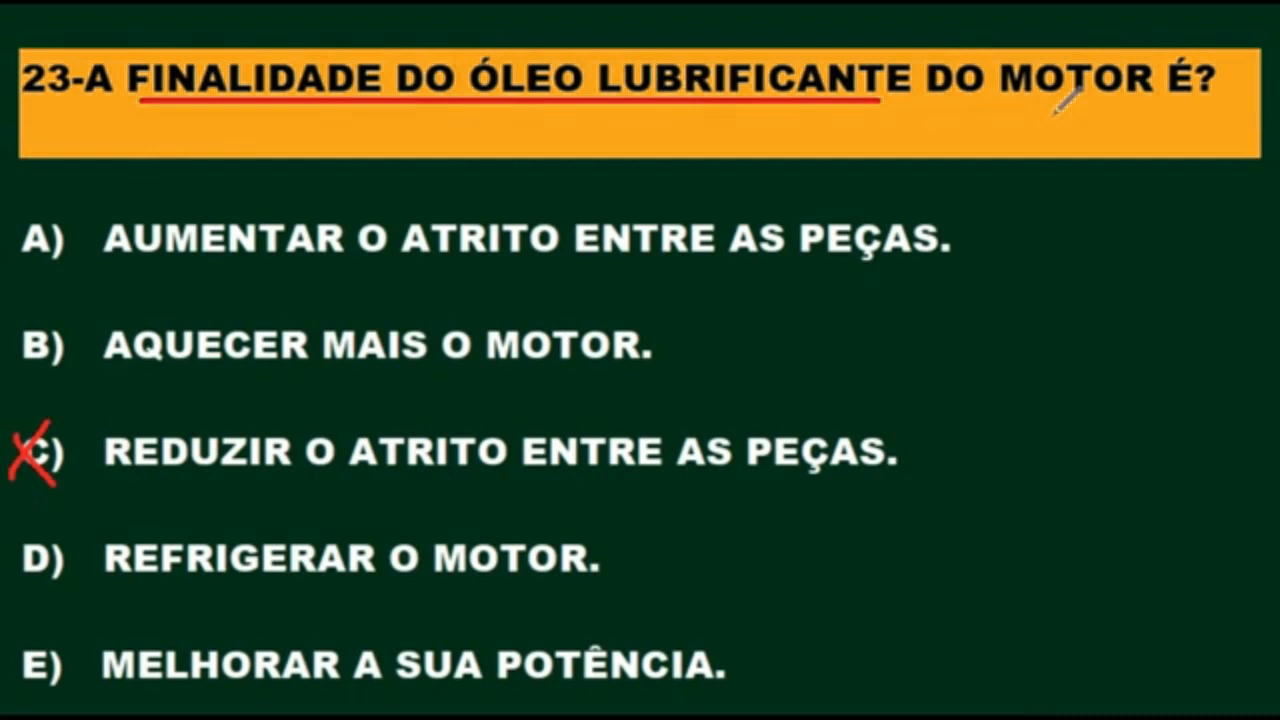 23-A FINALIDADE DO ÓLEO LUBRIFICANTE DO MOTOR É?
A) AUMENTAR O ATRITO ENTRE AS PEÇAS.
B) AQUECER MAIS O MOTOR.
C) REDUZIR O ATRITO ENTRE AS PEÇAS.
D) REFRIGERAR O MOTOR.
E) MELHORAR A SUA POTÊNCIA.